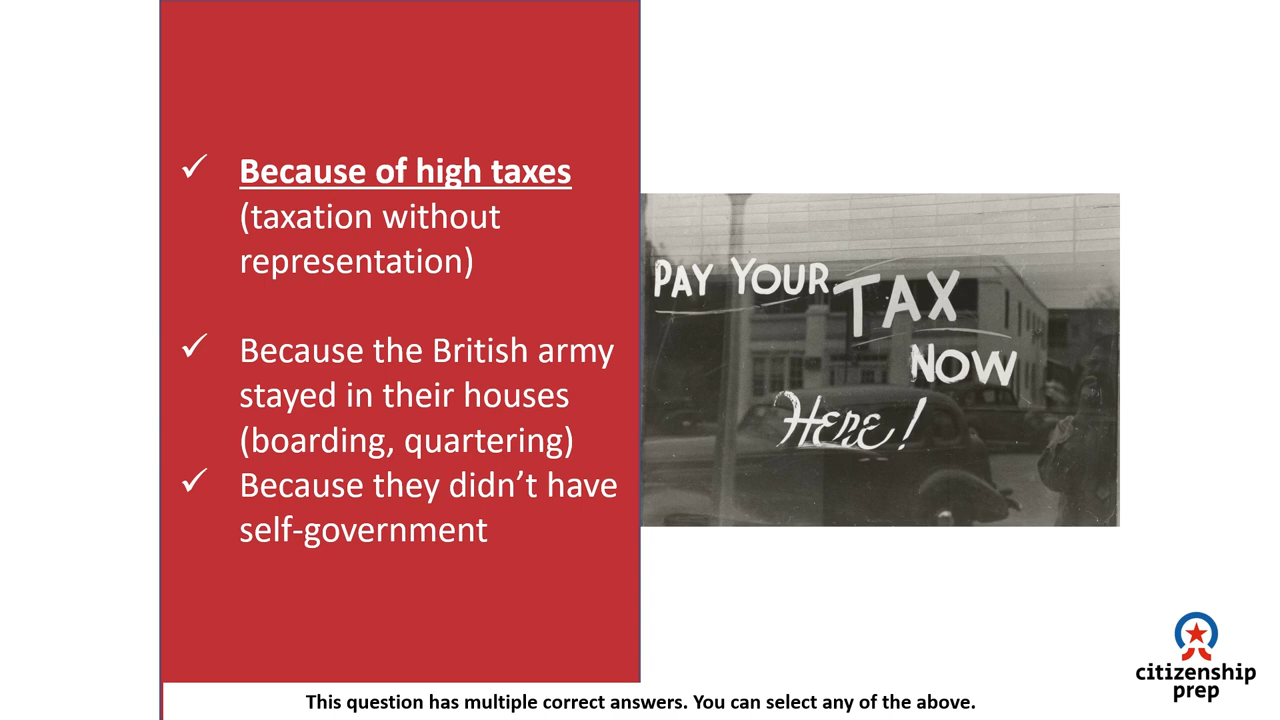 Because of high taxes
(taxation without
representation)
Because the British army
stayed in their houses
(boarding, quartering)
Because they didn’t have
self-government
PAY YOUR TAX
NOW
HERE!
citizenship
prep
This question has multiple correct answers. You can select any of the above.